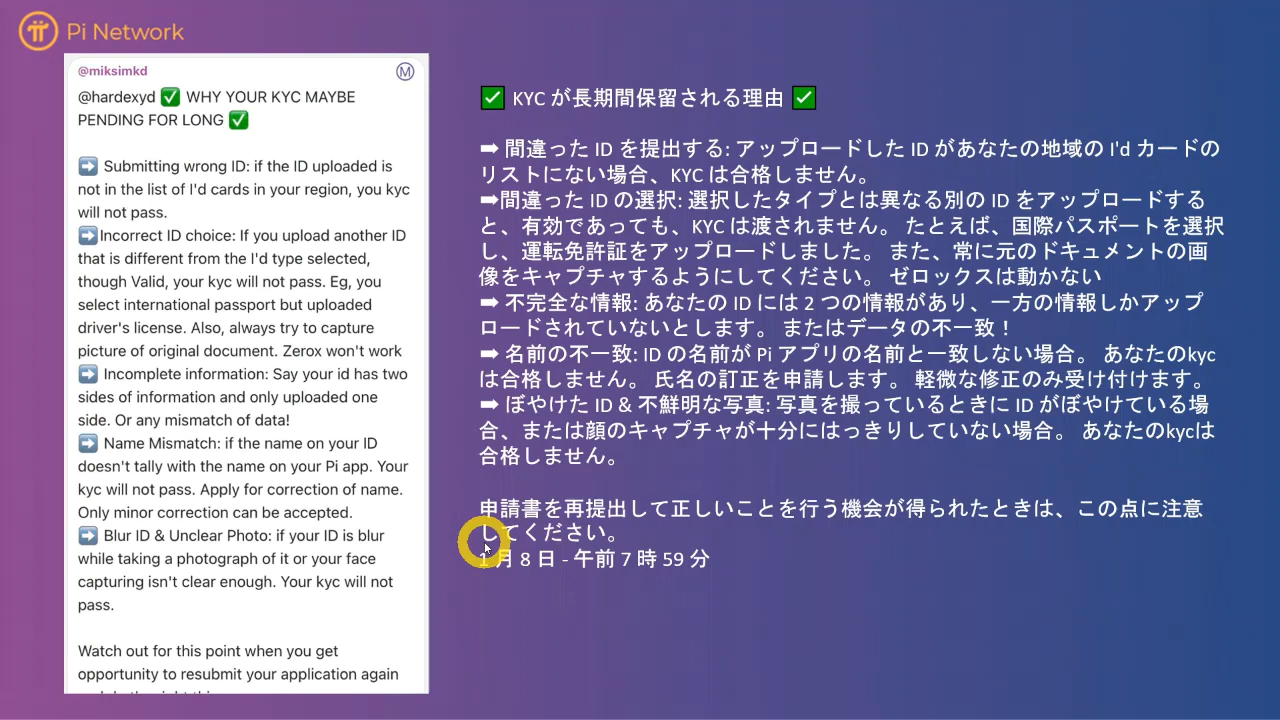 Pi Network
@miksimkd
M
@hardexyd ✅ WHY YOUR KYC MAYBE
PENDING FOR LONG ✅
➡️ Submitting wrong ID: if the ID uploaded is
not in the list of I'd cards in your region, you kyc
will not pass.
➡️Incorrect ID choice: If you upload another ID
that is different from the I'd type selected,
though Valid, your kyc will not pass. Eg, you
select international passport but uploaded
driver's license. Also, always try to capture
picture of original document. Zerox won't work
➡️ Incomplete information: Say your id has two
sides of information and only uploaded one
side. Or any mismatch of data!
➡️ Name Mismatch: if the name on your ID
doesn't tally with the name on your Pi app. Your
kyc will not pass. Apply for correction of name.
Only minor correction can be accepted.
➡️ Blur ID & Unclear Photo: if your ID is blur
while taking a photograph of it or your face
capturing isn't clear enough. Your kyc will not
pass.
Watch out for this point when you get
opportunity to resubmit your application again
✅ KYC が長期間保留される理由 ✅
➡ 間違った ID を提出する: アップロードした ID があなたの地域の I'd カードの
リストにない場合、KYC は合格しません。
➡間違った ID の選択: 選択したタイプとは異なる別の ID をアップロードする
と、有効であっても、KYC は渡されません。 たとえば、国際パスポートを選択
し、運転免許証をアップロードしました。 また、常に元のドキュメントの画
像をキャプチャするようにしてください。 ゼロックスは動かない
➡ 不完全な情報: あなたの ID には 2 つの情報があり、一方の情報しかアップ
ロードされていないとします。 またはデータの不一致！
➡ 名前の不一致: ID の名前が Pi アプリの名前と一致しない場合。 あなたのkyc
は合格しません。 氏名の訂正を申請します。 軽微な修正のみ受け付けます。
➡ ぼやけた ID & 不鮮明な写真: 写真を撮っているときに ID がぼやけている場
合、または顔のキャプチャが十分にはっきりしていない場合。 あなたのkycは
合格しません。
申請書を再提出して正しいことを行う機会が得られたときは、この点に注意
してください。
1 月 8 日 - 午前 7 時 59 分